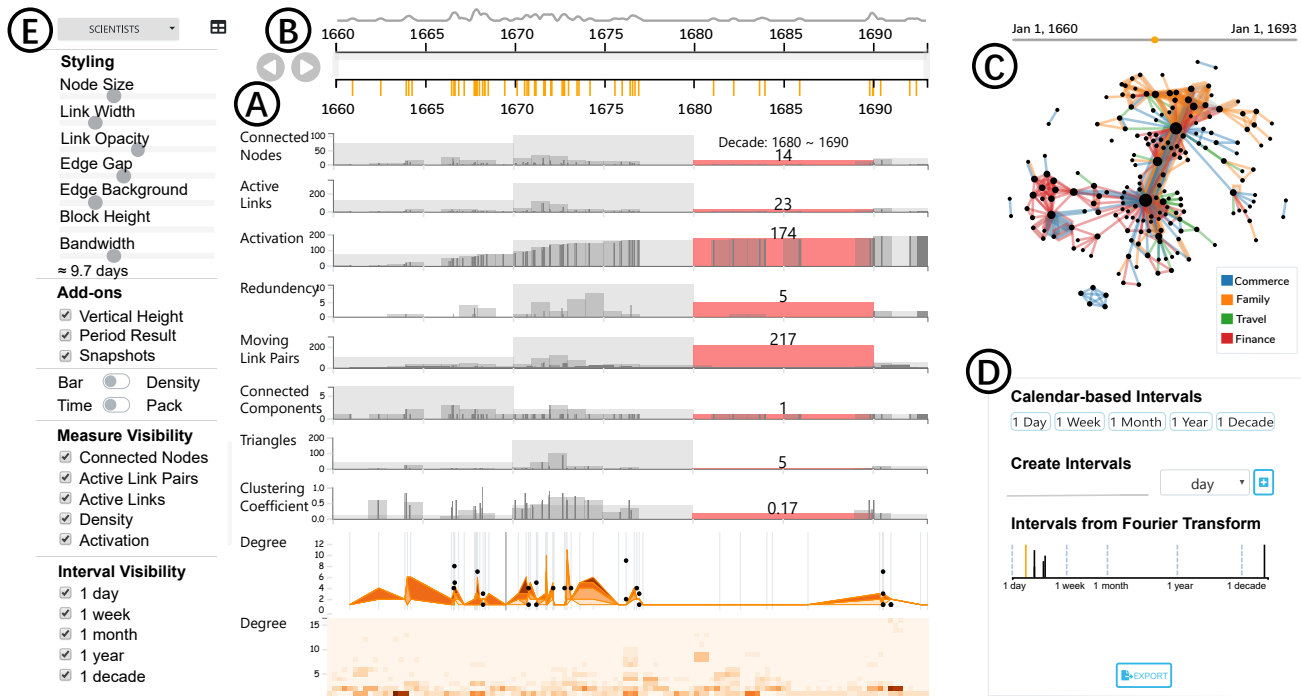 E
SCIENTISTS
Styling
Node Size
Link Width
Link Opacity
Edge Gap
Edge Background
Block Height
Bandwidth
≈ 9.7 days
Add-ons
Vertical Height
Period Result
Snapshots
Bar Density
Time Pack
Measure Visibility
Connected Nodes
Active Link Pairs
Active Links
Density
Activation
Interval Visibility
1 day
1 week
1 month
1 year
1 decade
B
1660 1665 1670 1675 1680 1685 1690
A
1660 1665 1670 1675 1680 1685 1690
Connected
Nodes
100
50
0
Decade: 1680 ~ 1690
14
Active
Links
200
0
23
Activation
200
100
0
174
Redundency
10
5
0
5
Moving
Link Pairs
200
0
217
Connected
Components
5
0
1
Triangles
200
100
0
5
Clustering
Coefficient
1.0
0.5
0.0
0.17
Degree
12
10
8
6
4
2
0
Degree
15
10
5
Jan 1, 1660 Jan 1, 1693
C
Commerce
Family
Travel
Finance
D
Calendar-based Intervals
1 Day 1 Week 1 Month 1 Year 1 Decade
Create Intervals
day
Intervals from Fourier Transform
1 day 1 week 1 month 1 year 1 decade
EXPORT